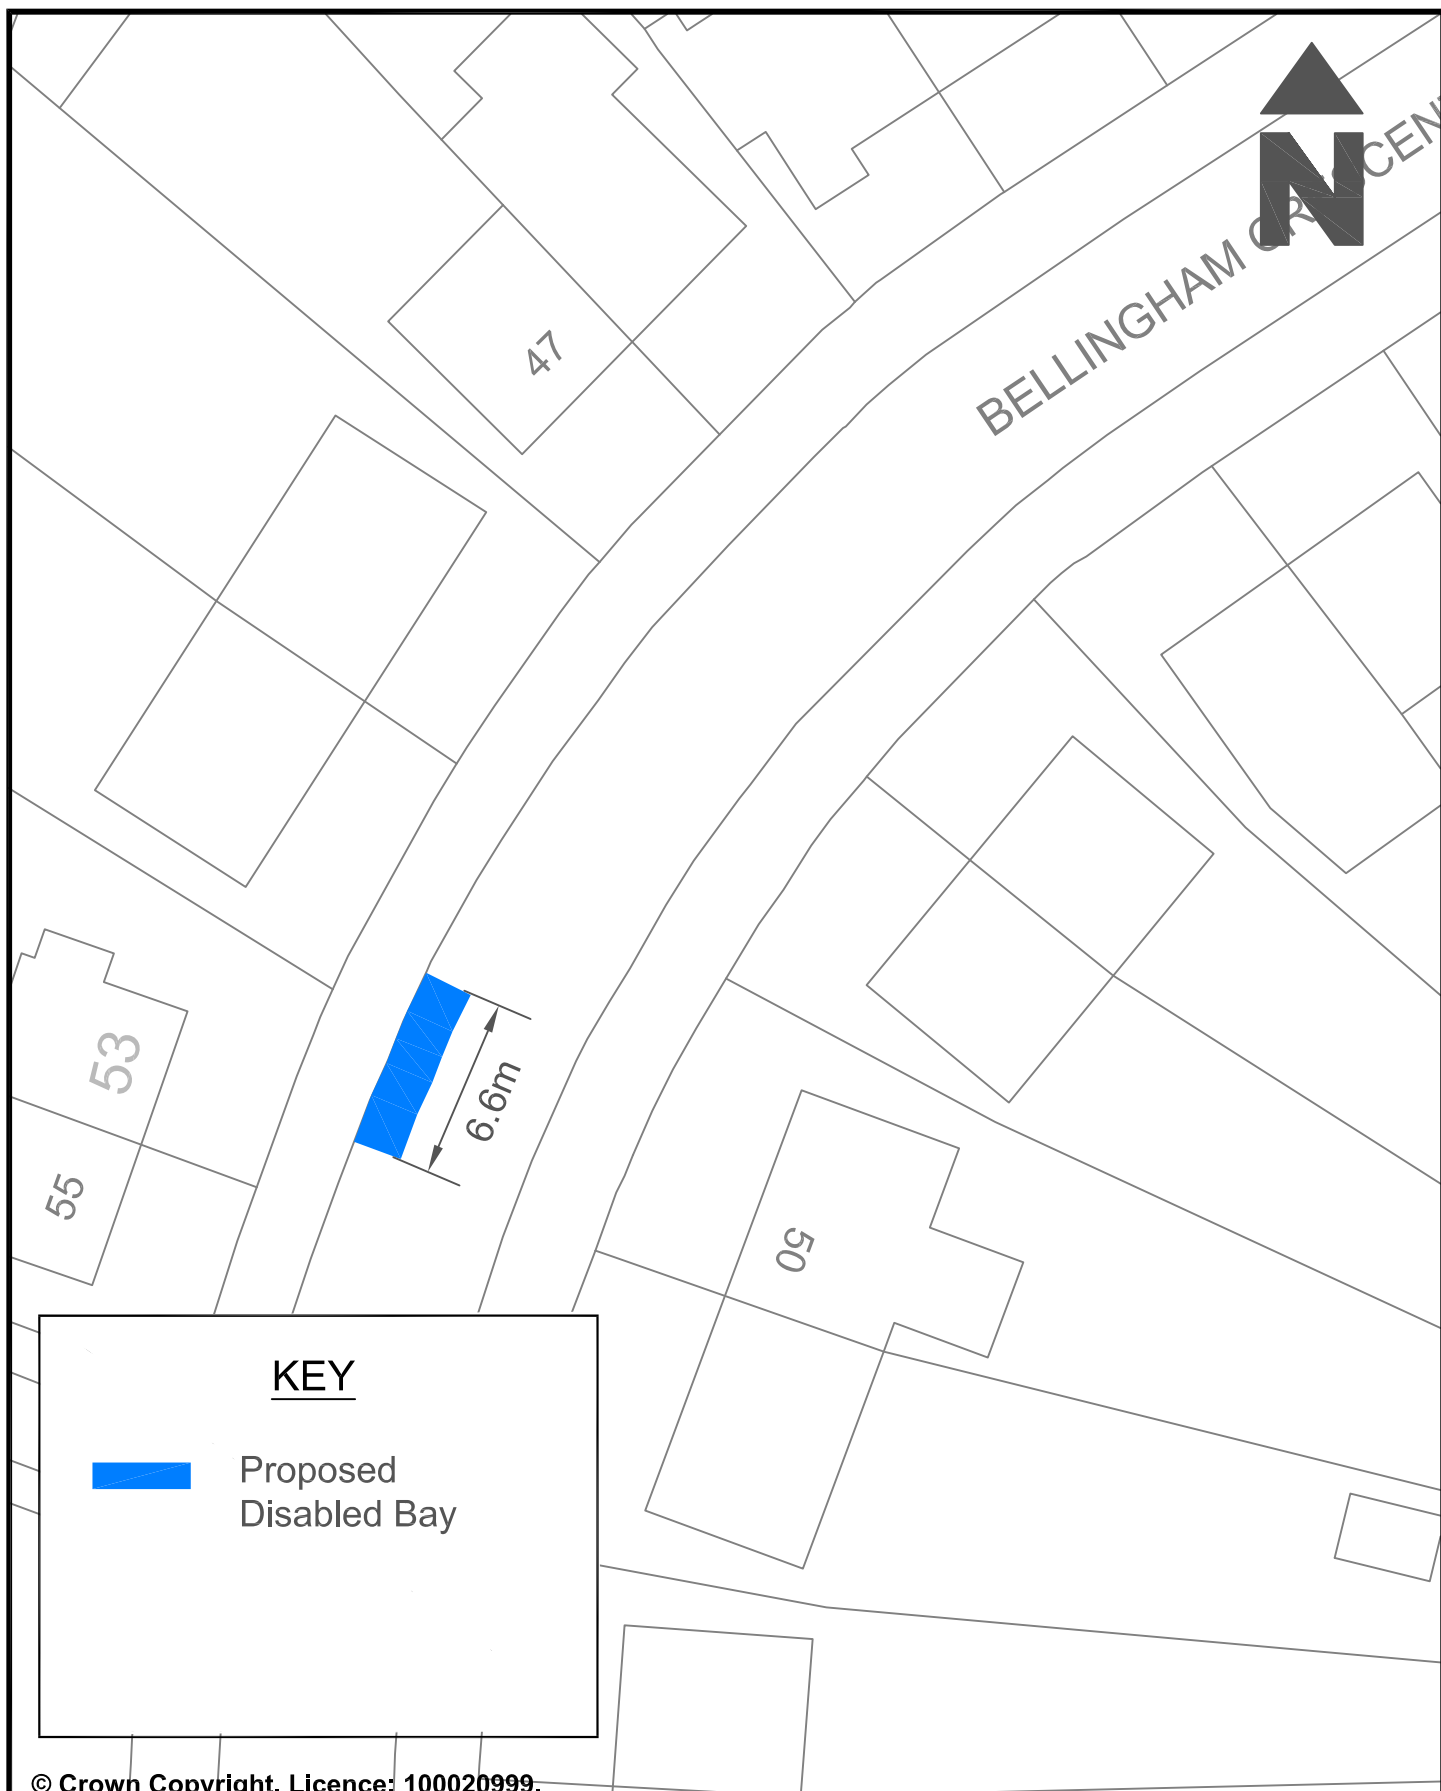 N
BELLINGHAM CRESCENT
47
53
6.6m
55
50
KEY
Proposed
Disabled Bay
© Crown Copyright. Licence: 100020999.